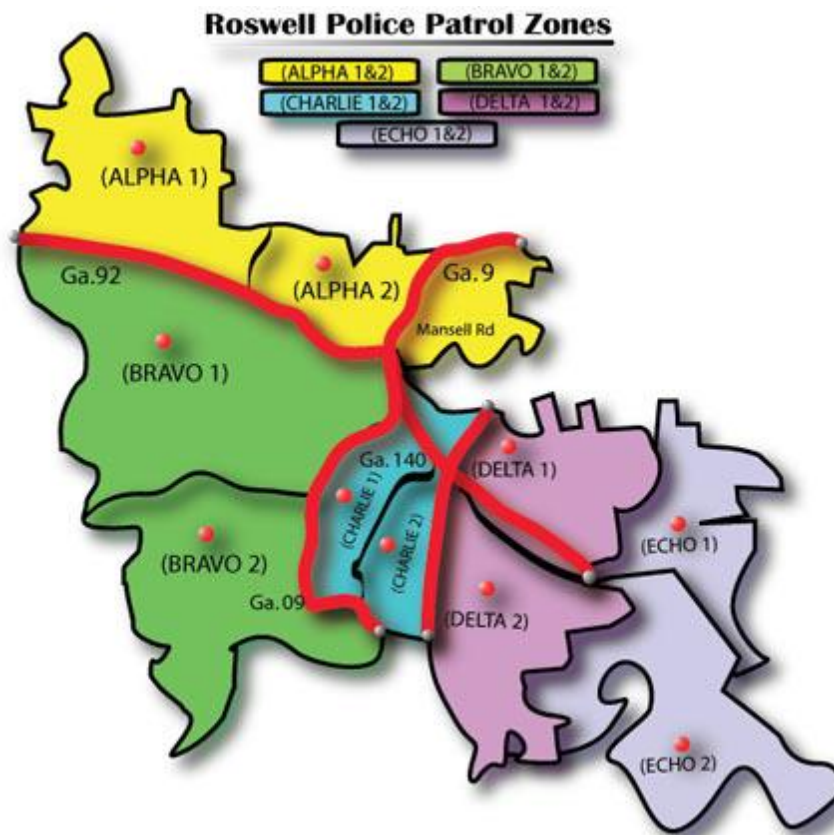 Roswell Police Patrol Zones
(ALPHA 1&2) (BRAVO 1&2)
(CHARLIE 1&2) (DELTA 1&2)
(ECHO 1&2)
(ALPHA 1)
Ga.92
(ALPHA 2)
Ga.9
Mansell Rd
(BRAVO 1)
Ga.140
(DELTA 1)
(CHARLIE 1)
(CHARLIE 2)
(ECHO 1)
(BRAVO 2)
Ga.09
(DELTA 2)
(ECHO 2)